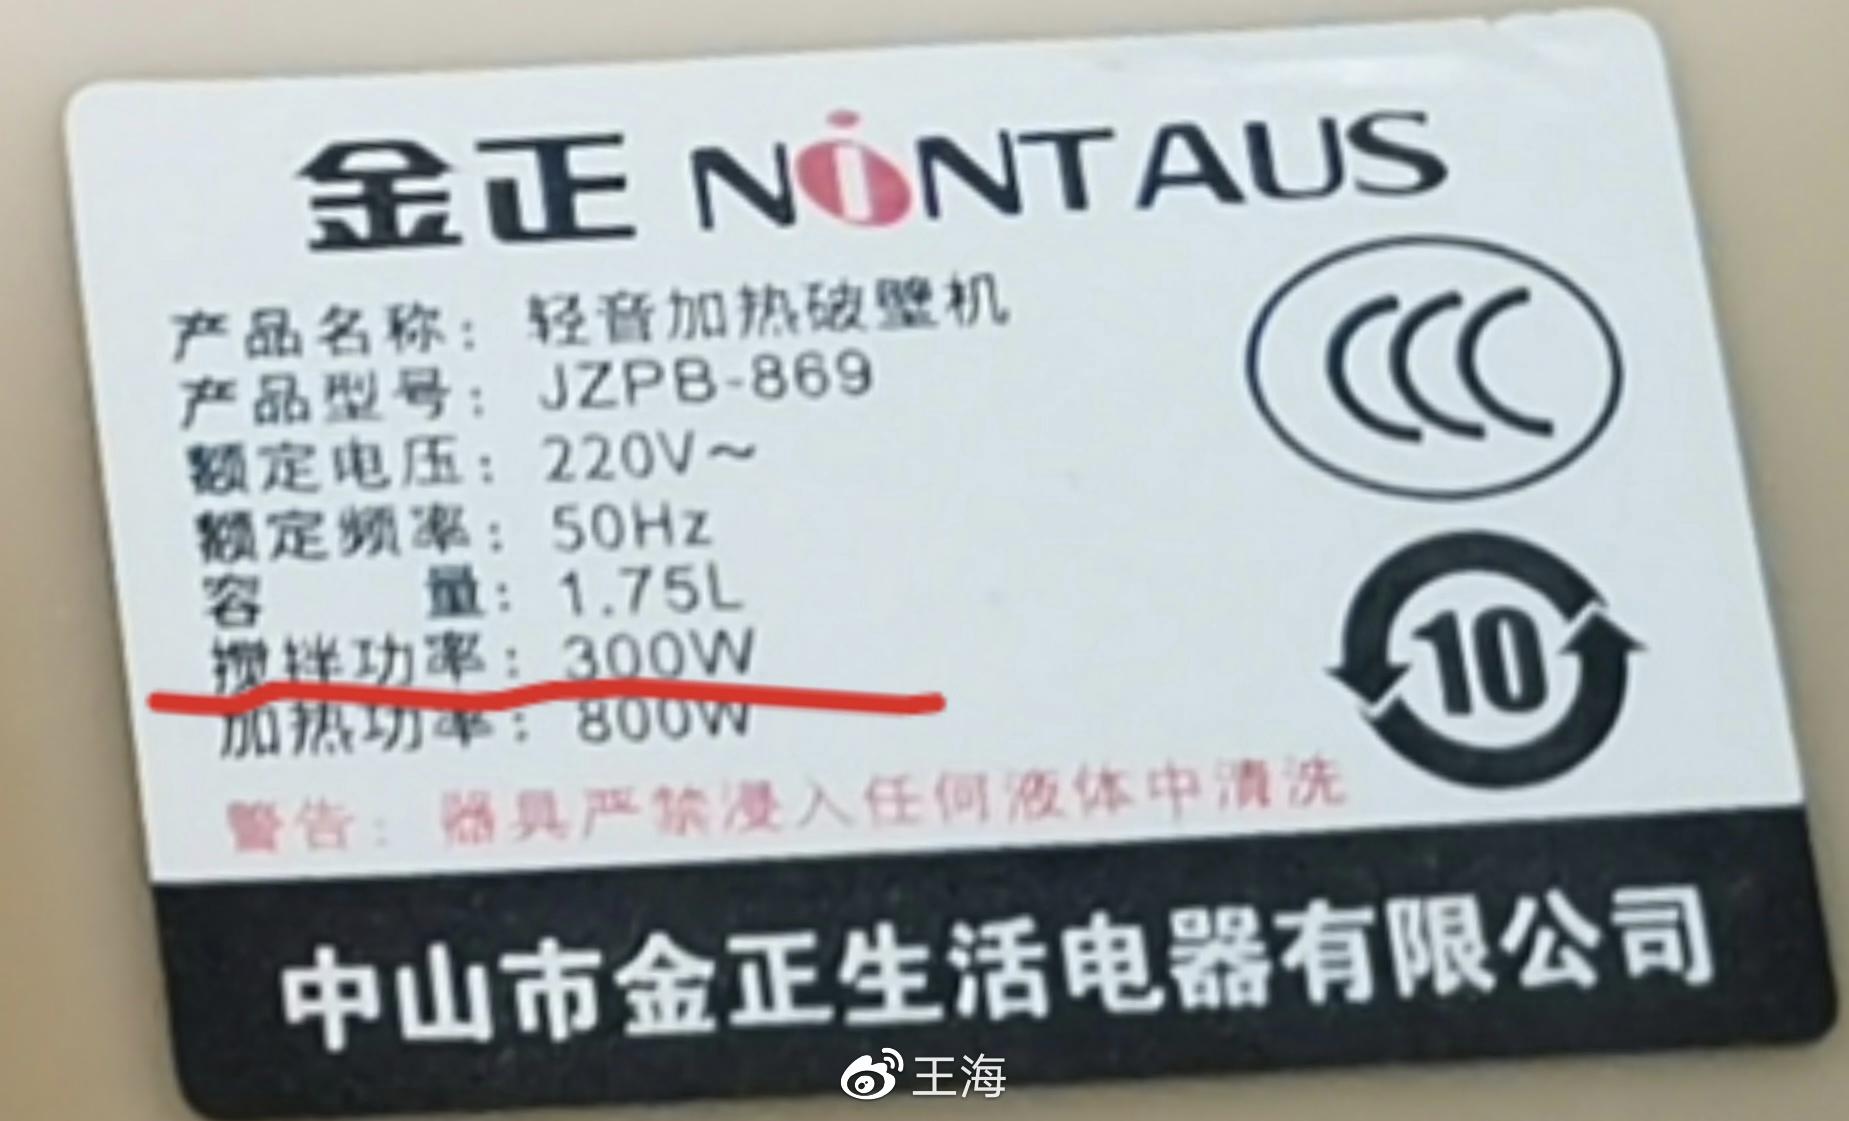 金正 NiNTAUS
产品名称：轻音加热破壁机
产品型号：JZPB-869
额定电压：220V~
额定频率：50Hz
容 量：1.75L
搅拌功率：300W
加热功率：800W
CCC
10
警告：器具严禁浸入任何液体中清洗
中山市金正生活电器有限公司
王海